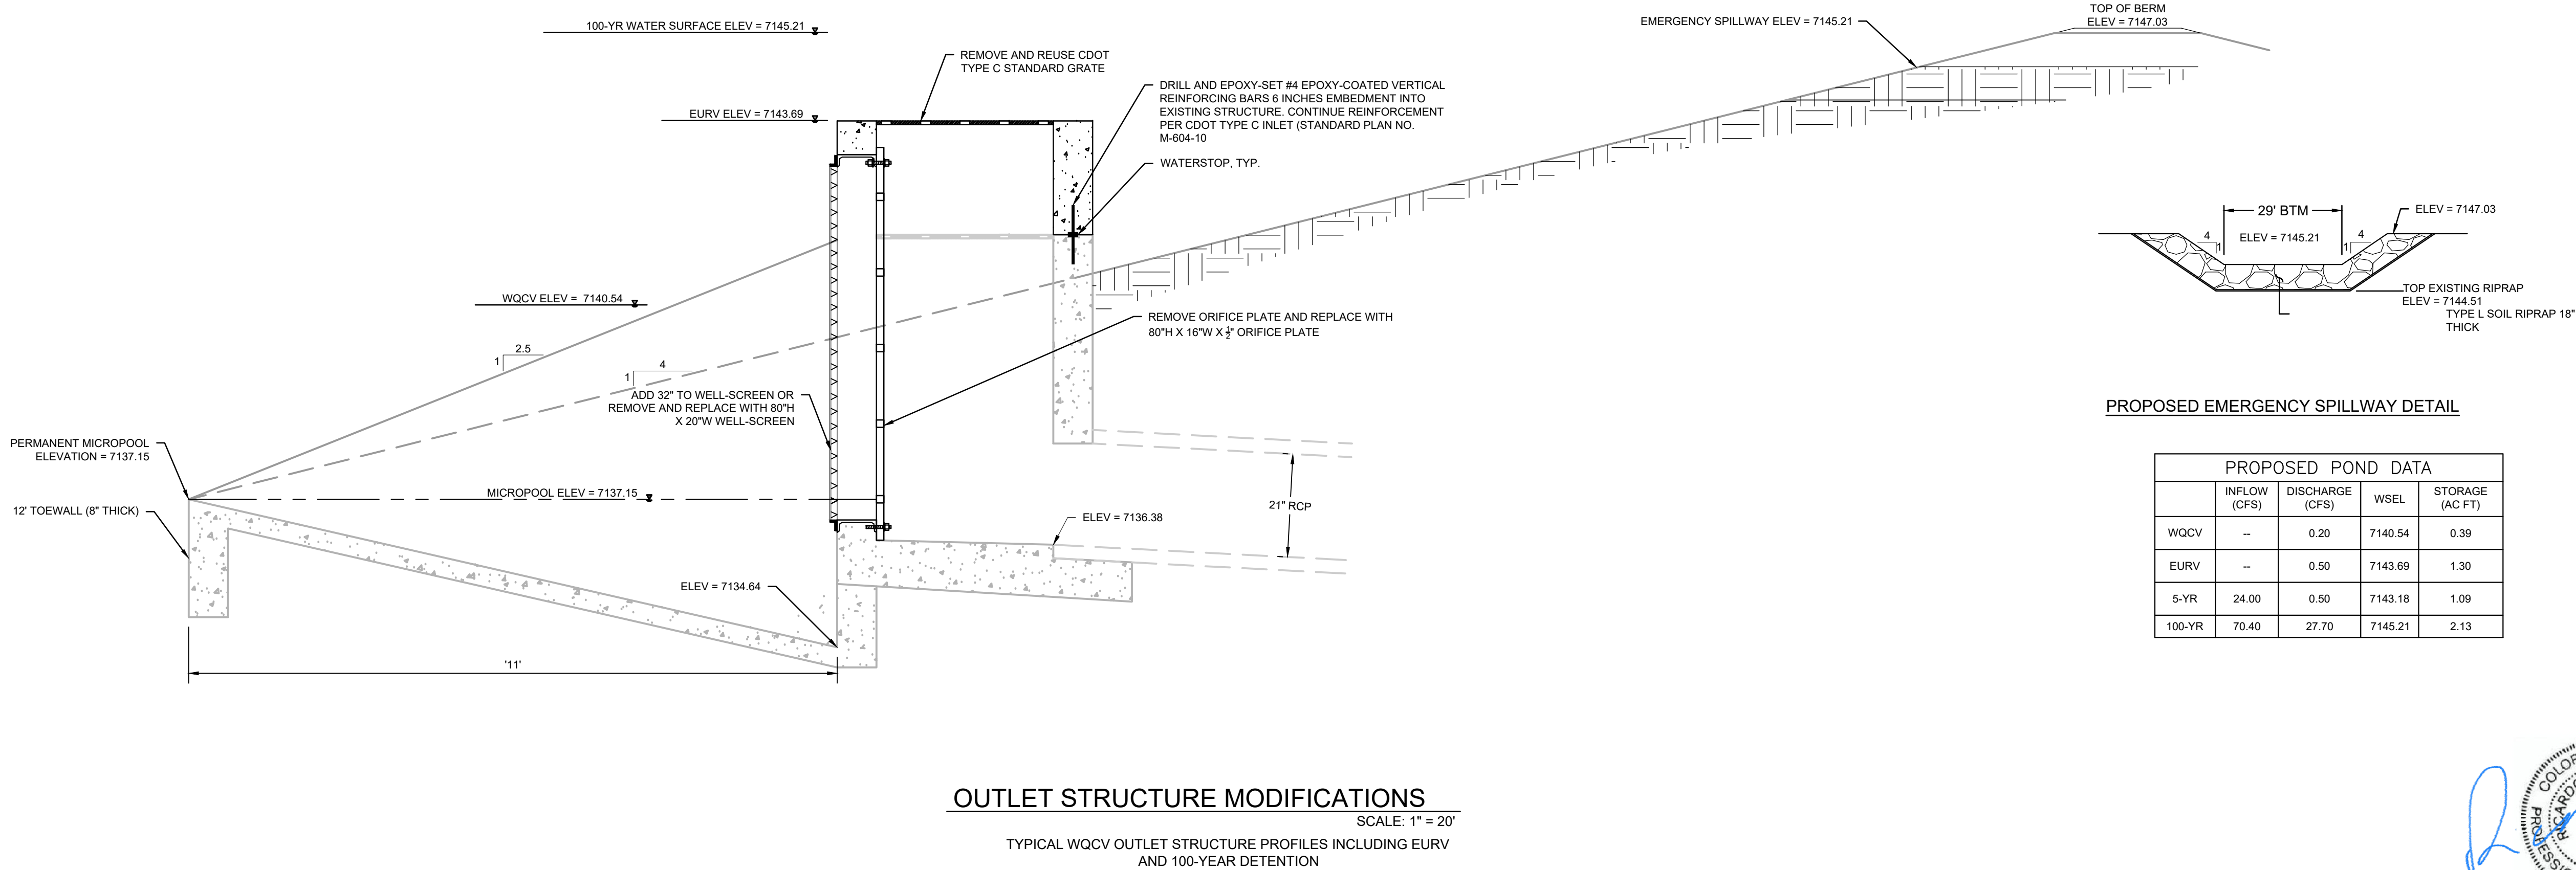 100-YR WATER SURFACE ELEV = 7145.21
EURV ELEV = 7143.69
REMOVE AND REUSE CDOT
TYPE C STANDARD GRATE
DRILL AND EPOXY-SET #4 EPOXY-COATED VERTICAL
REINFORCING BARS 6 INCHES EMBEDMENT INTO
EXISTING STRUCTURE. CONTINUE REINFORCEMENT
PER CDOT TYPE C INLET (STANDARD PLAN NO.
M-604-10
WATERSTOP, TYP.
WQCV ELEV = 7140.54
REMOVE ORIFICE PLATE AND REPLACE WITH
80"H X 16"W X ½" ORIFICE PLATE
2.5
1
4
1
ADD 32" TO WELL-SCREEN OR
REMOVE AND REPLACE WITH 80"H
X 20"W WELL-SCREEN
PERMANENT MICROPOOL
ELEVATION = 7137.15
MICROPOOL ELEV = 7137.15
12' TOEWALL (8" THICK)
21" RCP
ELEV = 7136.38
ELEV = 7134.64
'11'
EMERGENCY SPILLWAY ELEV = 7145.21
TOP OF BERM
ELEV = 7147.03
29' BTM
ELEV = 7147.03
4
1
ELEV = 7145.21
4
1
TOP EXISTING RIPRAP
ELEV = 7144.51
TYPE L SOIL RIPRAP 18"
THICK
PROPOSED EMERGENCY SPILLWAY DETAIL
PROPOSED POND DATA
INFLOW (CFS) DISCHARGE (CFS) WSEL STORAGE (AC FT)
WQCV -- 0.20 7140.54 0.39
EURV -- 0.50 7143.69 1.30
5-YR 24.00 0.50 7143.18 1.09
100-YR 70.40 27.70 7145.21 2.13
OUTLET STRUCTURE MODIFICATIONS
SCALE: 1" = 20'
TYPICAL WQCV OUTLET STRUCTURE PROFILES INCLUDING EURV
AND 100-YEAR DETENTION